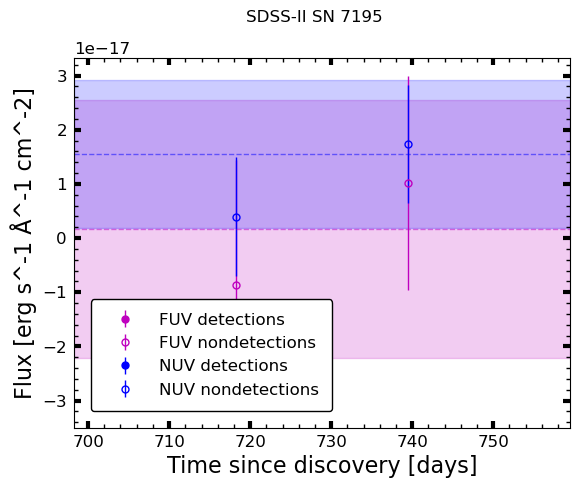 SDSS-II SN 7195
1e−17
3
2
1
0
−1
−2
−3
Flux [erg s^-1 Å^-1 cm^-2]
FUV detections
FUV nondetections
NUV detections
NUV nondetections
700 710 720 730 740 750
Time since discovery [days]